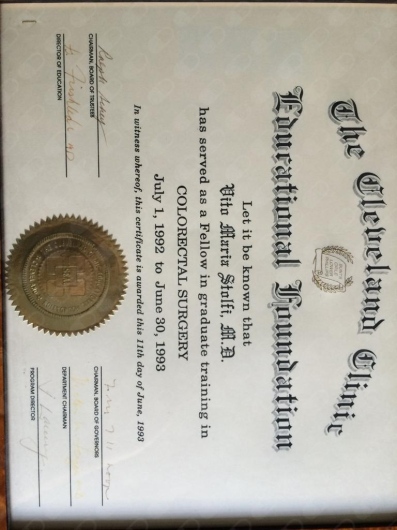 The Cleveland Clinic
Educational Foundation
Let it be known that
Vito Maria Stolfi, M.D.
has served as a Fellow in graduate training in
COLORECTAL SURGERY
July 1, 1992 to June 30, 1993
In witness whereof, this certificate is awarded this 11th day of June, 1993
CHAIRMAN, BOARD OF TRUSTEES
DIRECTOR OF EDUCATION
CHAIRMAN, BOARD OF GOVERNORS
DEPARTMENT CHAIRMAN
PROGRAM DIRECTOR